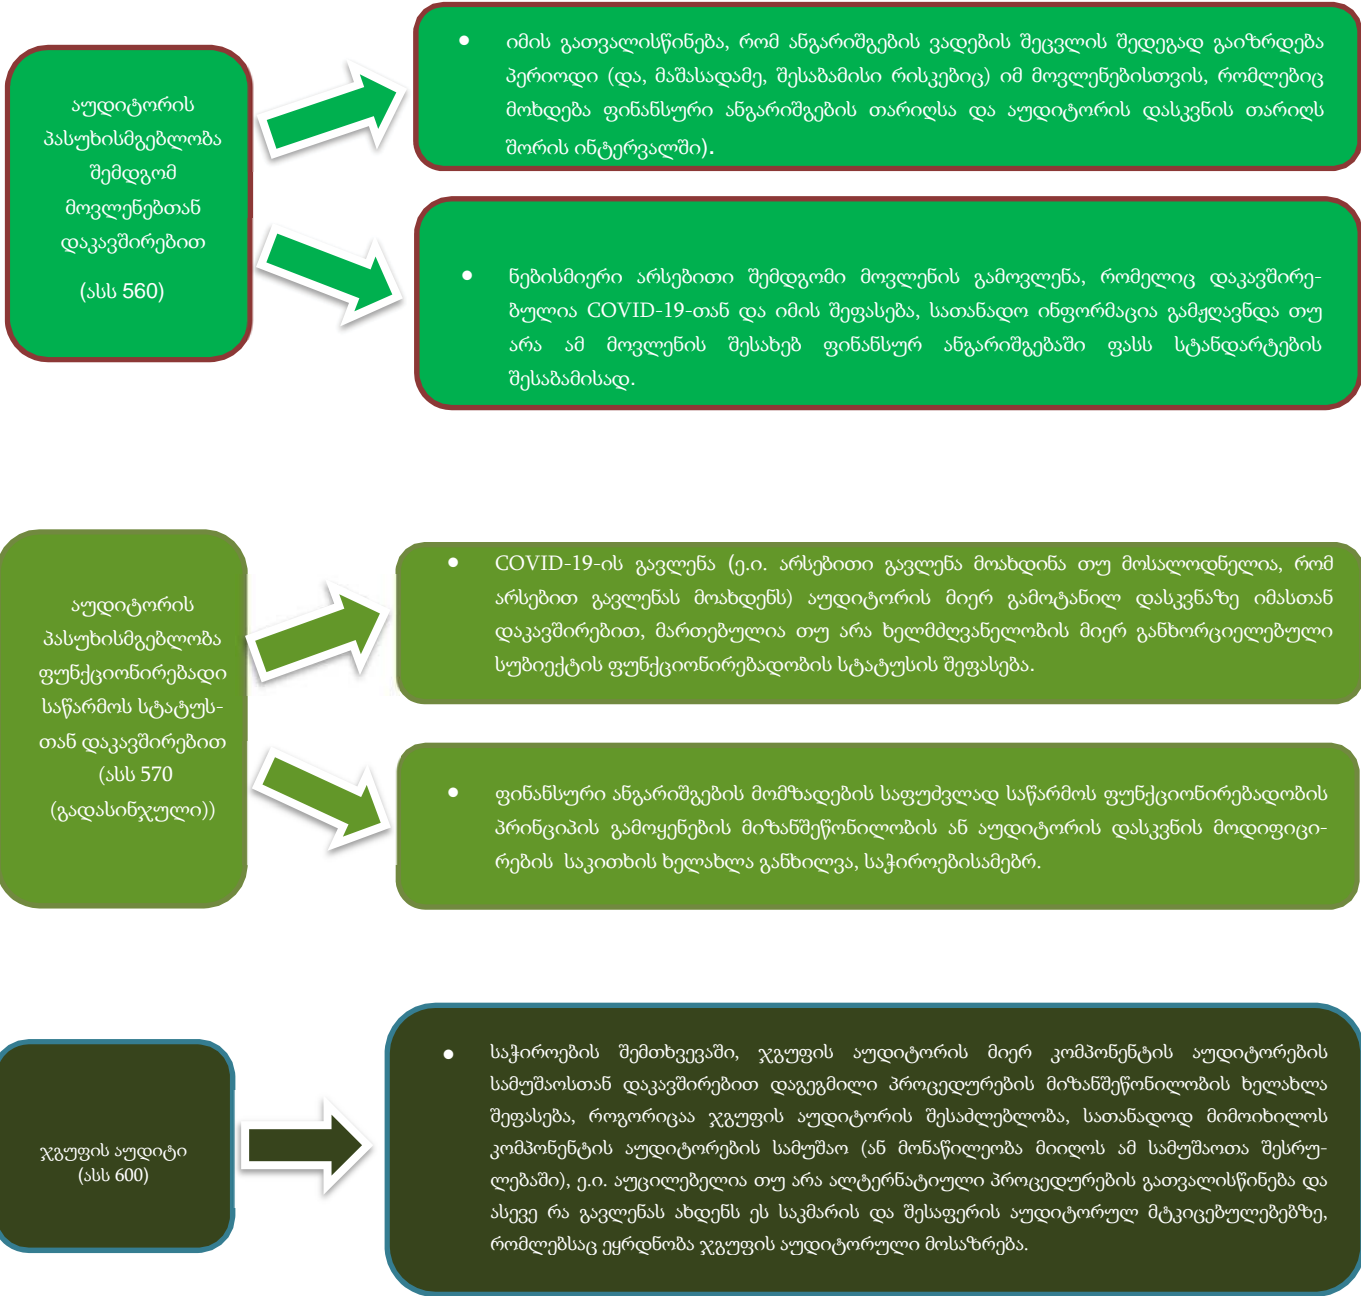 აუდიტორის
პასუხისმგებლობა
შემდგომ
მოვლენებთან
დაკავშირებით
(ასს 560)
• იმის გათვალისწინება, რომ ანგარიშგების ვადების შეცვლის შედეგად გაიზრდება
პერიოდი (და, მაშასადამე, შესაბამისი რისკებიც) იმ მოვლენებისთვის, რომლებიც
მოხდება ფინანსური ანგარიშგების თარიღსა და აუდიტორის დასკვნის თარიღს
შორის ინტერვალში).
• ნებისმიერი არსებითი შემდგომი მოვლენის გამოვლენა, რომელიც დაკავშირე-
ბულია COVID-19-თან და იმის შეფასება, სათანადო ინფორმაცია გამჟღავნდა თუ
არა ამ მოვლენის შესახებ ფინანსურ ანგარიშგებაში ფასს სტანდარტების
შესაბამისად.
აუდიტორის
პასუხისმგებლობა
ფუნქციონირებადი
საწარმოს სტატუს-
თან დაკავშირებით
(ასს 570
(გადასინჯული))
• COVID-19-ის გავლენა (ე.ი. არსებითი გავლენა მოახდინა თუ მოსალოდნელია, რომ
არსებით გავლენას მოახდენს) აუდიტორის მიერ გამოტანილ დასკვნაზე იმასთან
დაკავშირებით, მართებულია თუ არა ხელმძღვანელობის მიერ განხორციელებული
სუბიექტის ფუნქციონირებადობის სტატუსის შეფასება.
• ფინანსური ანგარიშგების მომზადების საფუძვლად საწარმოს ფუნქციონირებადობის
პრინციპის გამოყენების მიზანშეწონილობის ან აუდიტორის დასკვნის მოდიფიცი-
რების საკითხის ხელახლა განხილვა, საჭიროებისამებრ.
ჯგუფის აუდიტი
(ასს 600)
• საჭიროების შემთხვევაში, ჯგუფის აუდიტორის მიერ კომპონენტის აუდიტორების
სამუშაოსთან დაკავშირებით დაგეგმილი პროცედურების მიზანშეწონილობის ხელახლა
შეფასება, როგორიცაა ჯგუფის აუდიტორის შესაძლებლობა, სათანადოდ მიმოიხილოს
კომპონენტის აუდიტორების სამუშაო (ან მონაწილეობა მიიღოს ამ სამუშაოთა შესრუ-
ლებაში), ე.ი. აუცილებელია თუ არა ალტერნატიული პროცედურების გათვალისწინება და
ასევე რა გავლენას ახდენს ეს საკმარის და შესაფერის აუდიტორულ მტკიცებულებებზე,
რომლებსაც ეყრდნობა ჯგუფის აუდიტორული მოსაზრება.